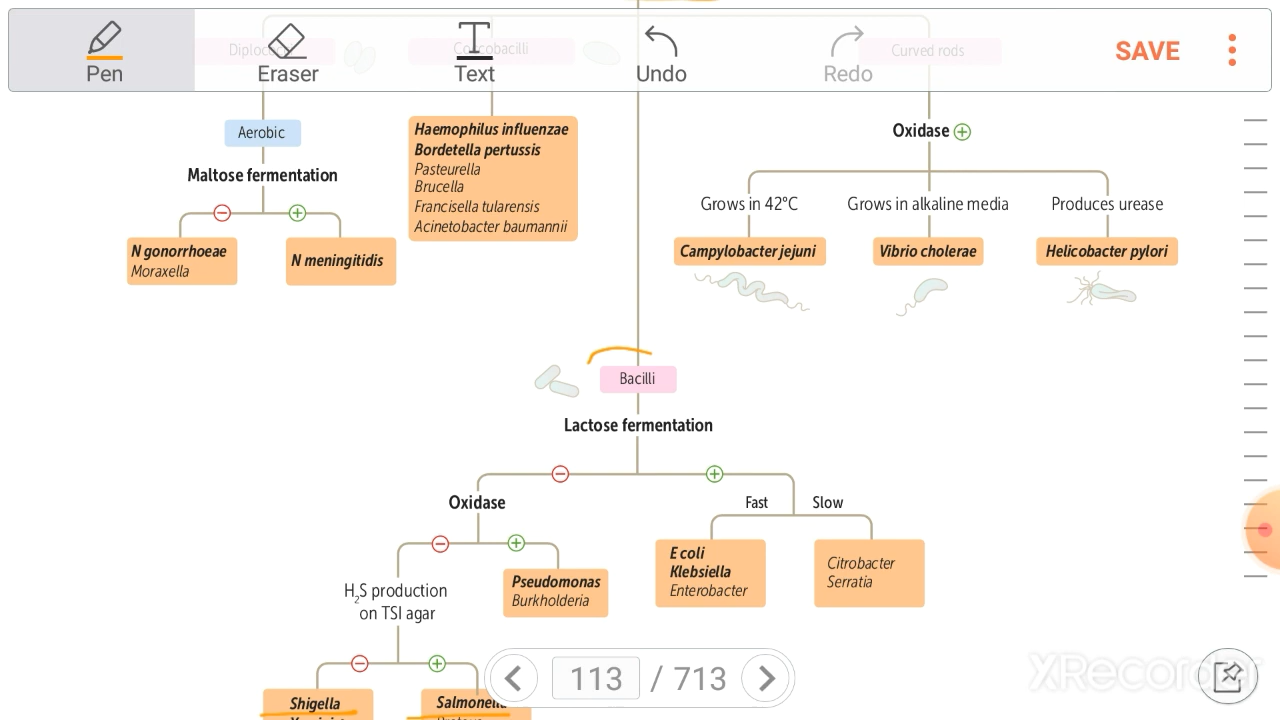 Pen
Eraser
Text
Undo
Redo
SAVE
Curved rods
Aerobic
Maltose fermentation
N gonorrhoeae
Moraxella
N meningitidis
Haemophilus influenzae
Bordetella pertussis
Pasteurella
Brucella
Francisella tularensis
Acinetobacter baumannii
Oxidase
Grows in 42°C
Grows in alkaline media
Produces urease
Campylobacter jejuni
Vibrio cholerae
Helicobacter pylori
Bacilli
Lactose fermentation
Oxidase
Fast
Slow
E coli
Klebsiella
Enterobacter
Citrobacter
Serratia
H₂S production
on TSI agar
Pseudomonas
Burkholderia
Shigella
Salmonella
113 / 713
XRecorder